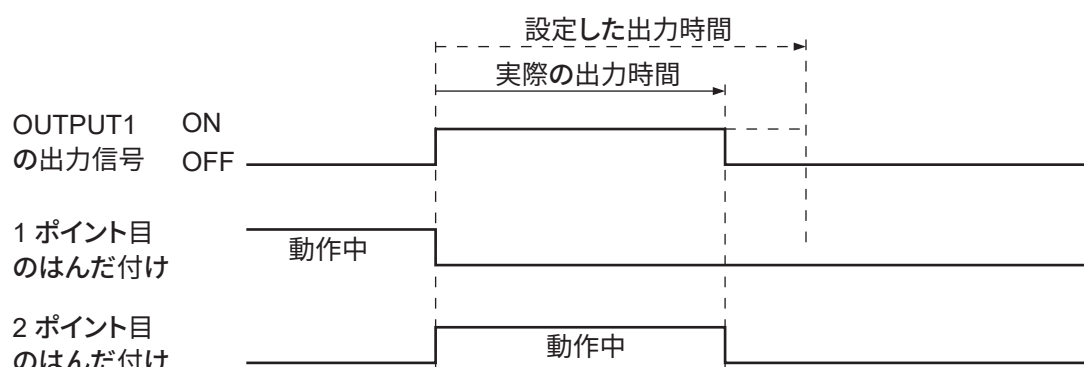 設定した出力時間
実際の出力時間
OUTPUT1 ON
の出力信号 OFF
1 ポイント目
のはんだ付け
動作中
2 ポイント目
のはんだ付け
動作中